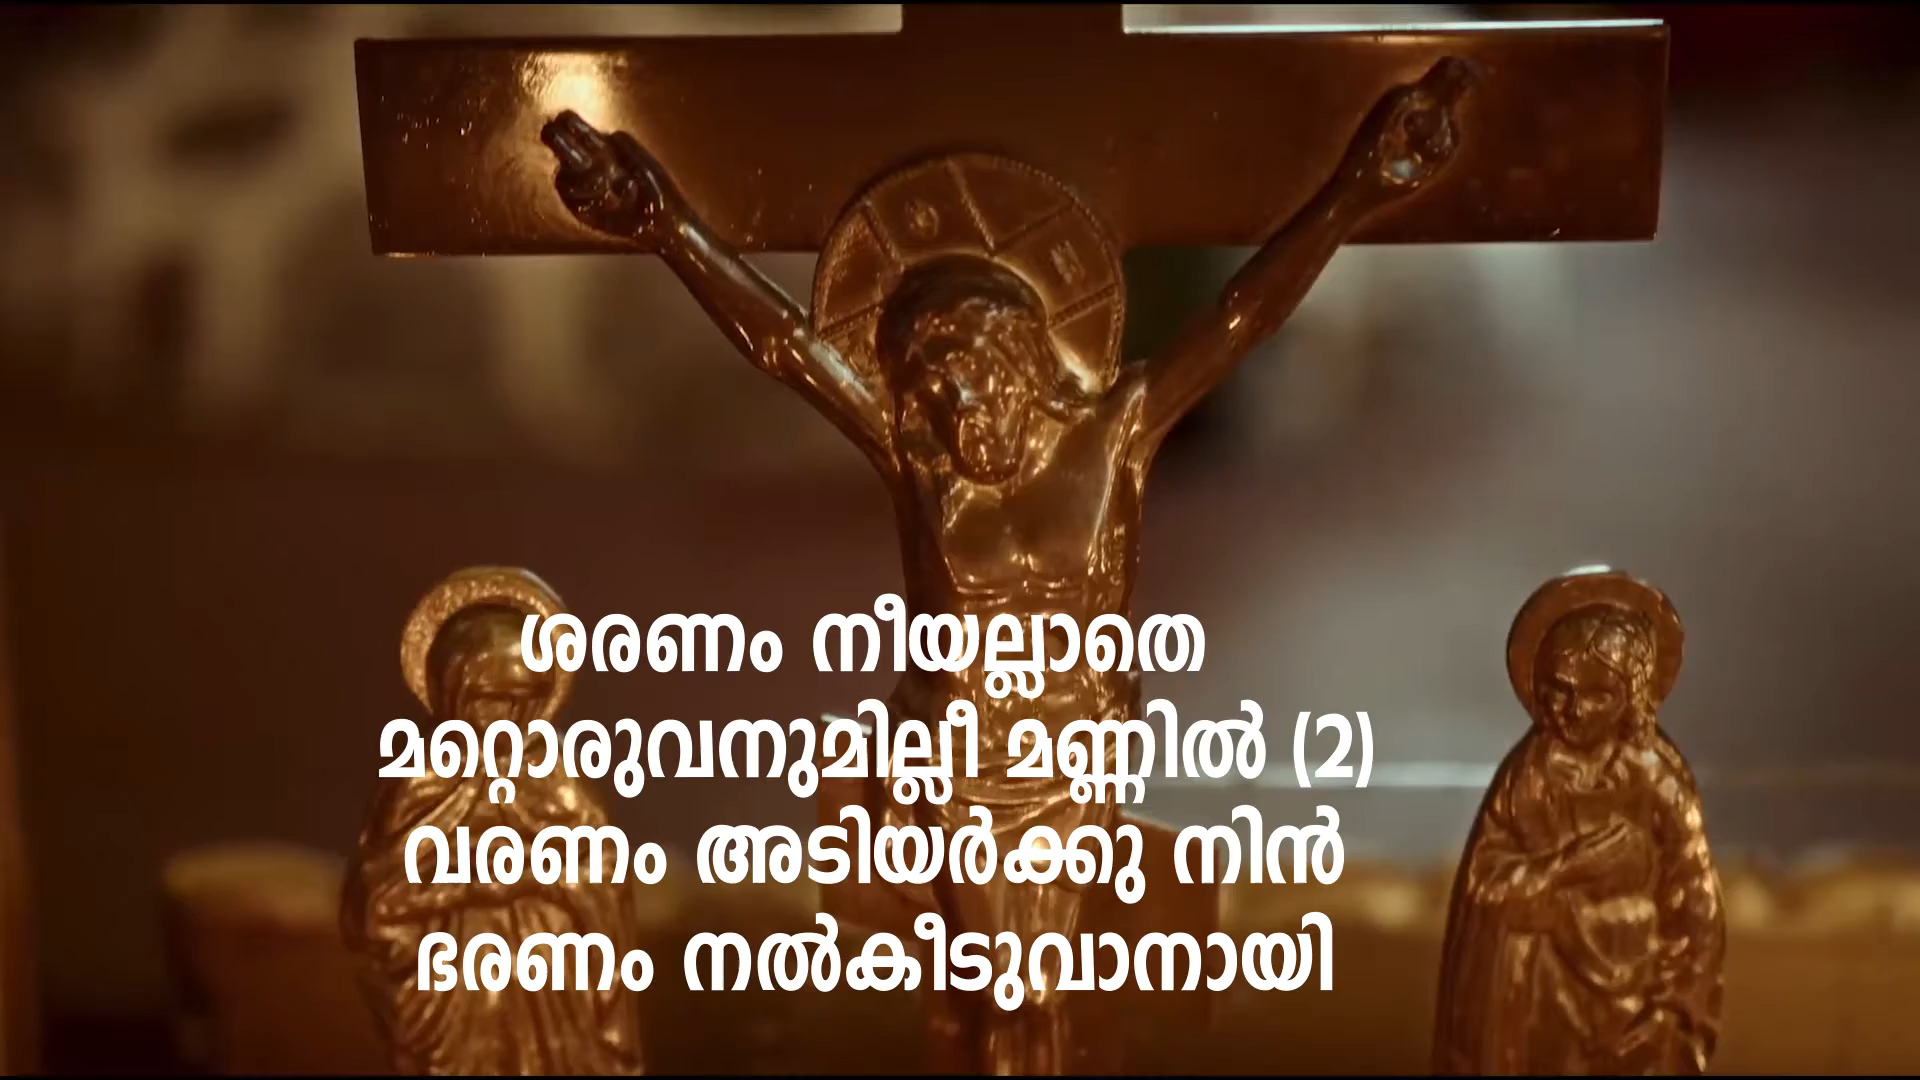 ശരണം നീയല്ലാതെ
മറ്റൊരുവനുമില്ലീ മണ്ണിൽ (2)
വരണം അടിയർക്കു നിൻ
ഭരണം നൽകീടുവാനായി